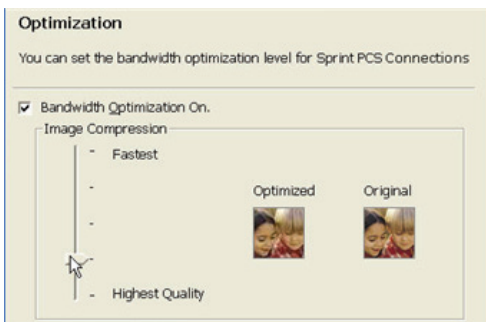 Optimization
You can set the bandwidth optimization level for Sprint PCS Connections
Bandwidth Optimization On.
Image Compression
Fastest
Optimized Original
Highest Quality